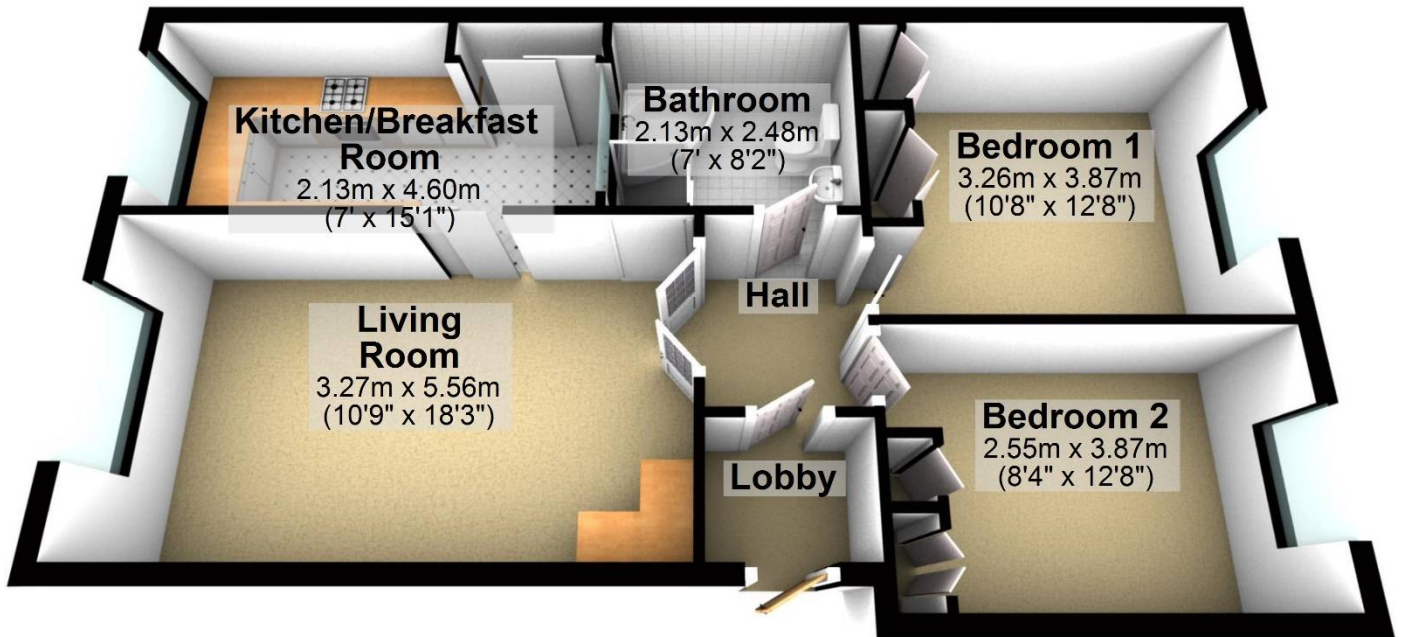 Kitchen/Breakfast
Room
2.13m x 4.60m
(7' x 15'1")
Bathroom
2.13m x 2.48m
(7' x 8'2")
Bedroom 1
3.26m x 3.87m
(10'8" x 12'8")
Hall
Living
Room
3.27m x 5.56m
(10'9" x 18'3")
Bedroom 2
2.55m x 3.87m
(8'4" x 12'8")
Lobby